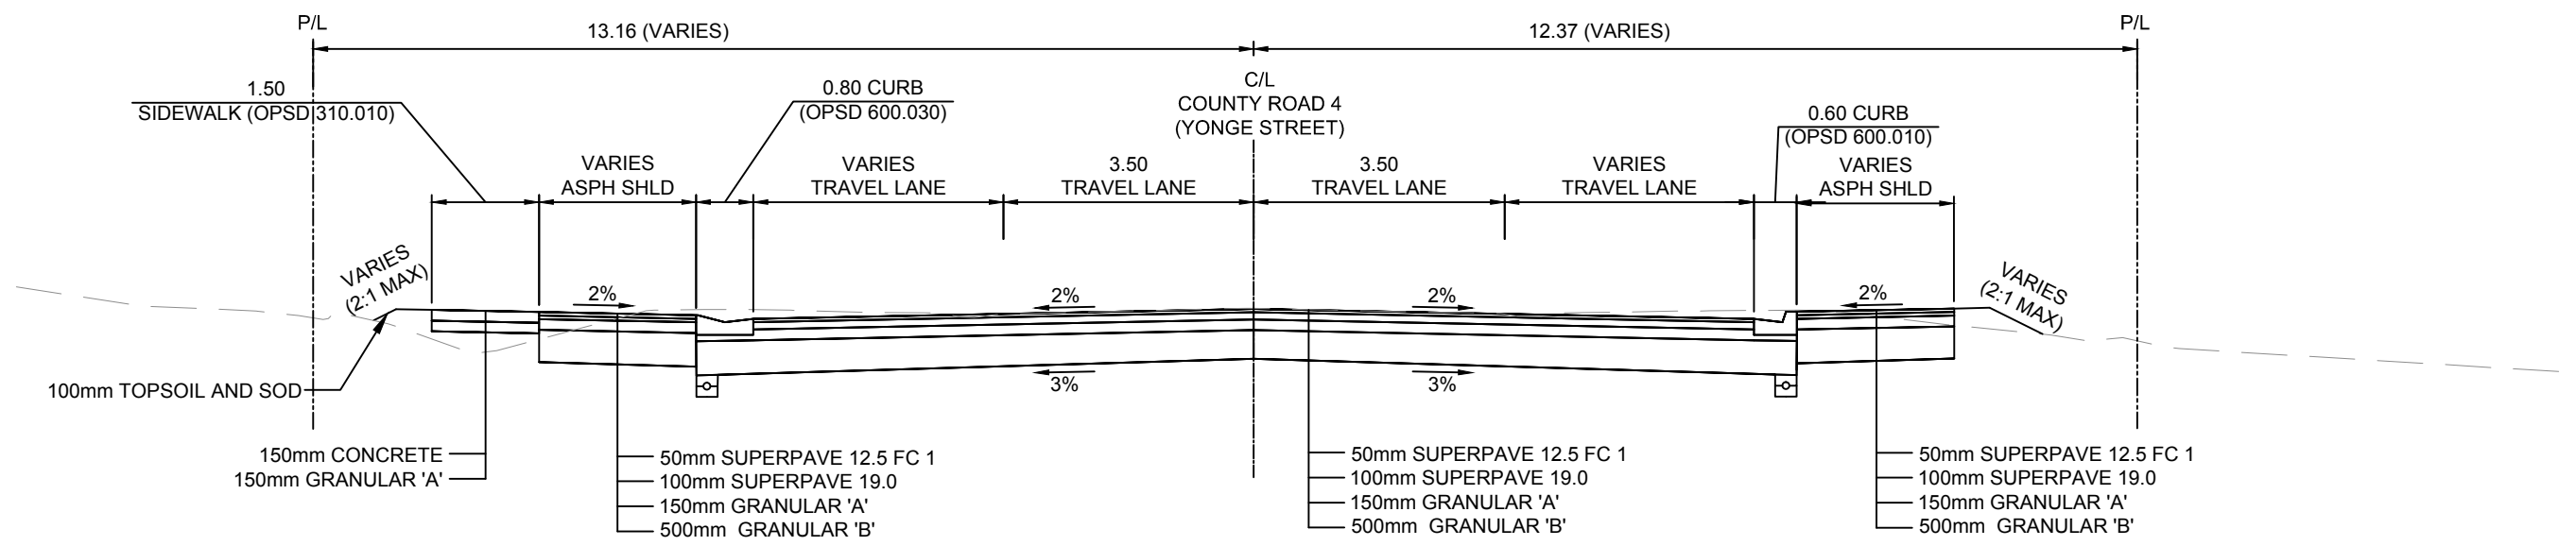 P/L
13.16 (VARIES)
12.37 (VARIES)
P/L
1.50
SIDEWALK (OPSD 310.010)
0.80 CURB
(OPSD 600.030)
C/L
COUNTY ROAD 4
(YONGE STREET)
0.60 CURB
(OPSD 600.010)
VARIES
ASPH SHLD
VARIES
TRAVEL LANE
3.50
TRAVEL LANE
3.50
TRAVEL LANE
VARIES
TRAVEL LANE
VARIES
ASPH SHLD
VARIES
(2:1 MAX)
2%
2%
2%
2%
VARIES
(2:1 MAX)
3%
3%
100mm TOPSOIL AND SOD
150mm CONCRETE
150mm GRANULAR 'A'
50mm SUPERPAVE 12.5 FC 1
100mm SUPERPAVE 19.0
150mm GRANULAR 'A'
500mm GRANULAR 'B'
50mm SUPERPAVE 12.5 FC 1
100mm SUPERPAVE 19.0
150mm GRANULAR 'A'
500mm GRANULAR 'B'
50mm SUPERPAVE 12.5 FC 1
100mm SUPERPAVE 19.0
150mm GRANULAR 'A'
500mm GRANULAR 'B'